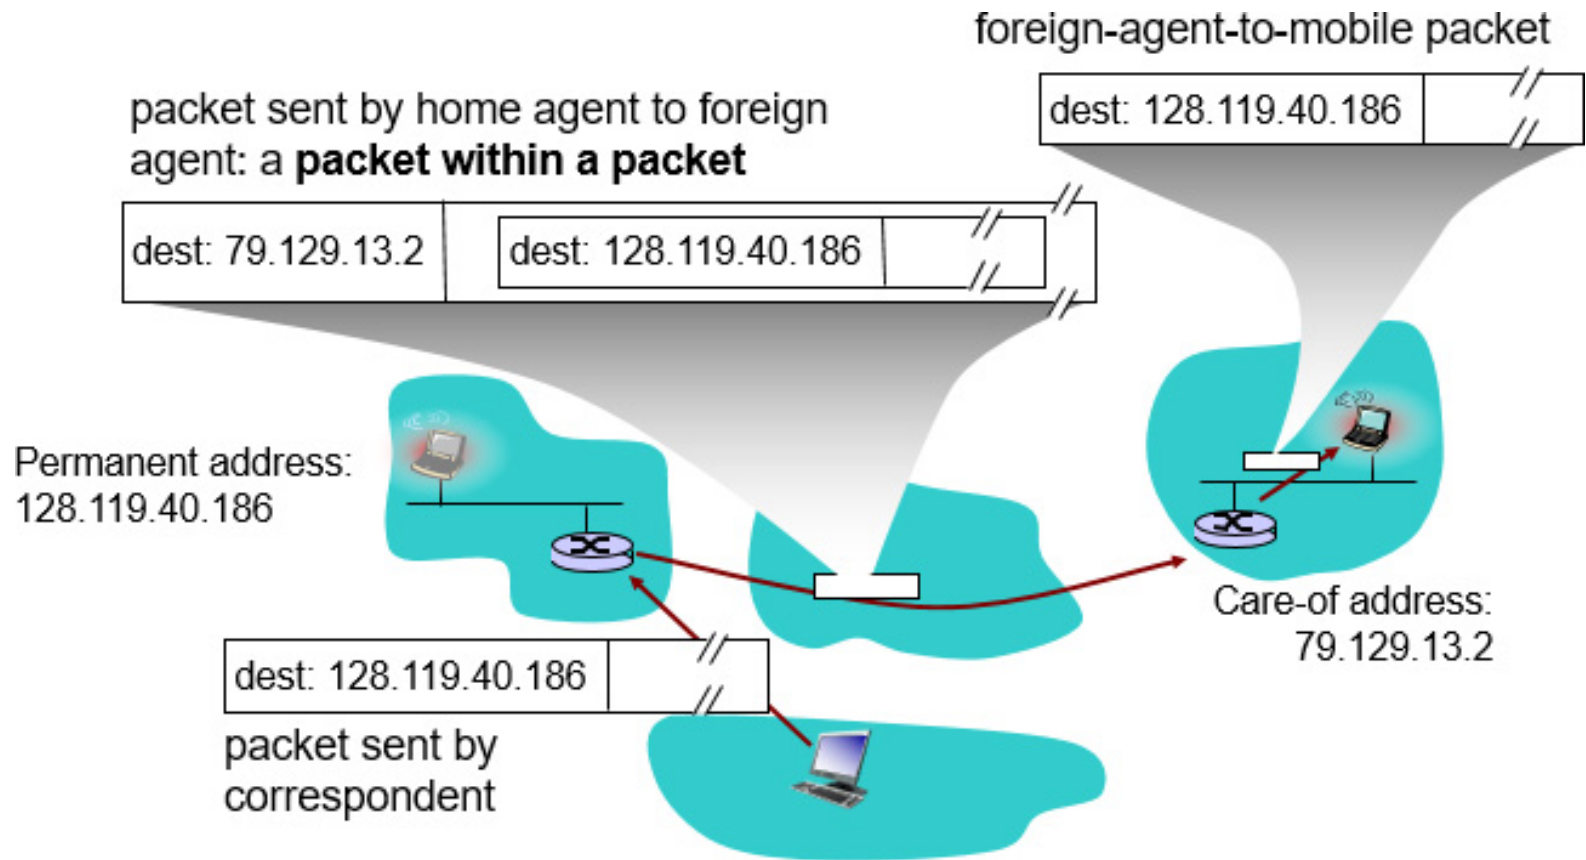 foreign-agent-to-mobile packet
dest: 128.119.40.186
packet sent by home agent to foreign
agent: a packet within a packet
dest: 79.129.13.2
dest: 128.119.40.186
Permanent address:
128.119.40.186
Care-of address:
79.129.13.2
dest: 128.119.40.186
packet sent by
correspondent